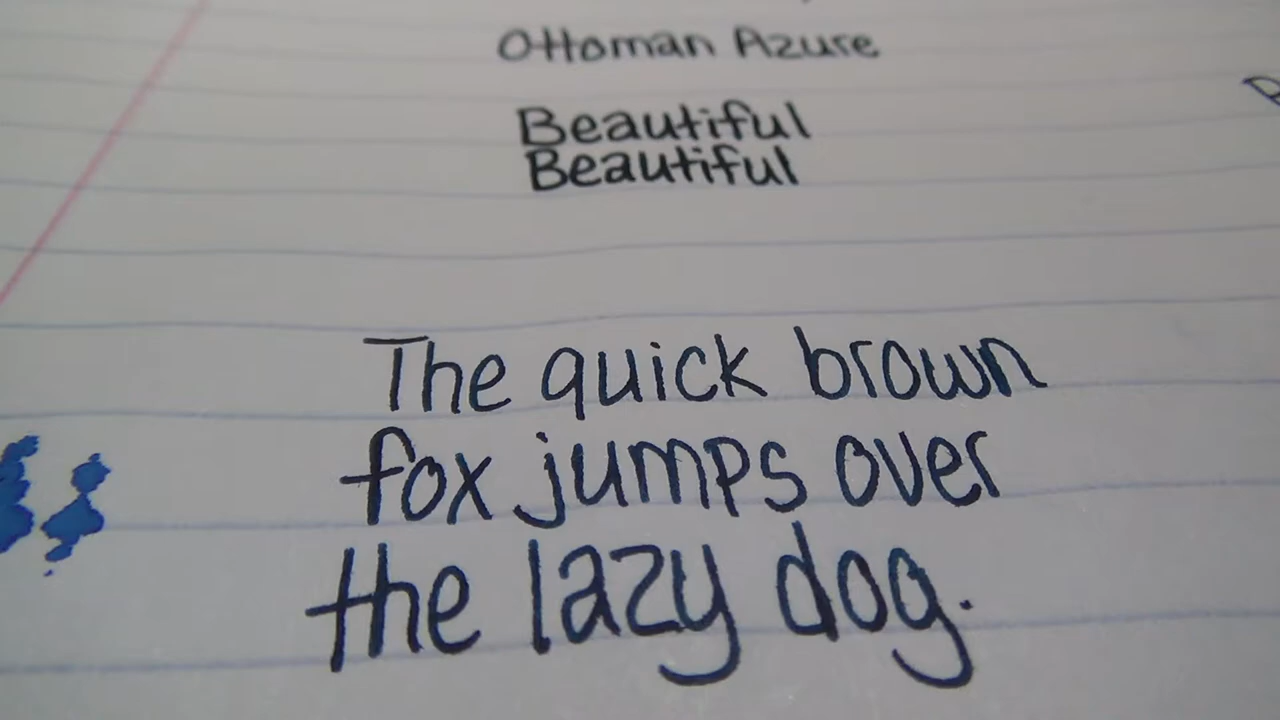 Ottoman Azure
Beautiful
Beautiful
The quick brown
fox jumps over
the lazy dog.